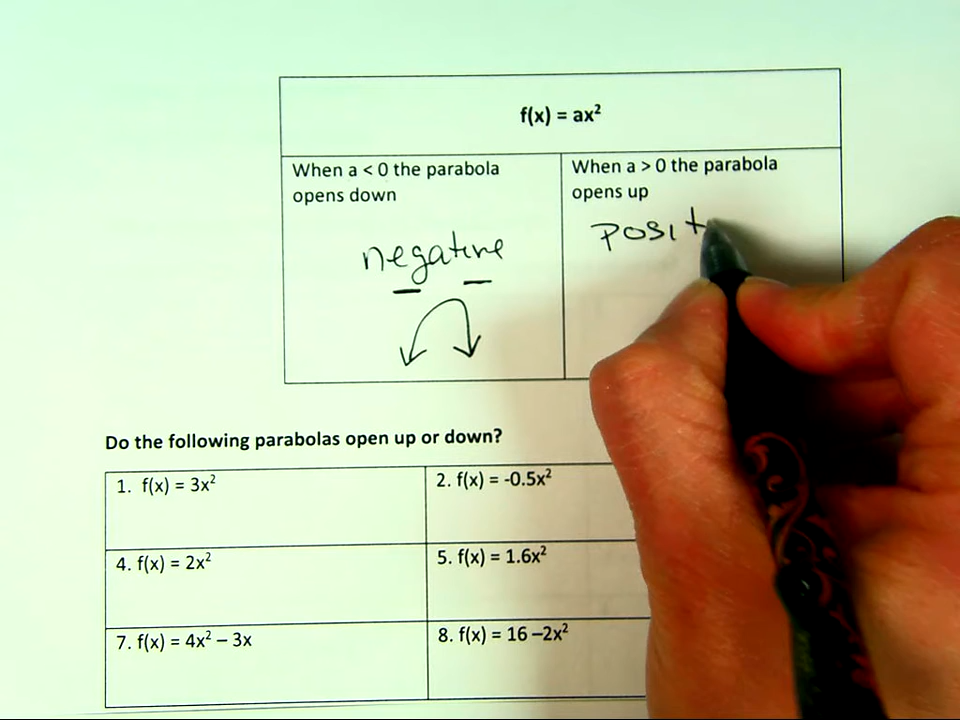 f(x) = ax²
When a < 0 the parabola
opens down
negative
When a > 0 the parabola
opens up
posit
Do the following parabolas open up or down?
1. f(x) = 3x²
2. f(x) = -0.5x²
4. f(x) = 2x²
5. f(x) = 1.6x²
7. f(x) = 4x² – 3x
8. f(x) = 16 –2x²